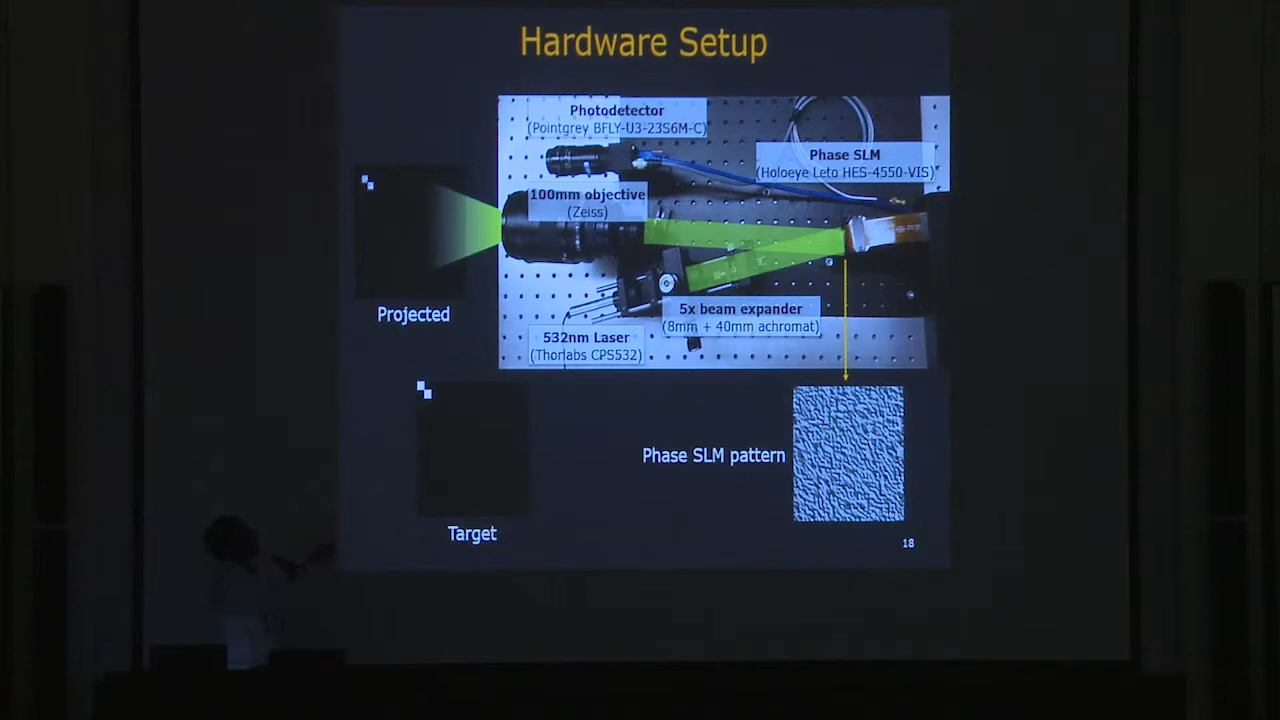 Hardware Setup
Photodetector
(Pointgrey BFLY-U3-23S6M-C)
Phase SLM
(Holoeye Leto HES-4550-VIS)
100mm objective
(Zeiss)
Projected
5x beam expander
(8mm + 40mm achromat)
532nm Laser
(Thorlabs CPS532)
Phase SLM pattern
Target
18